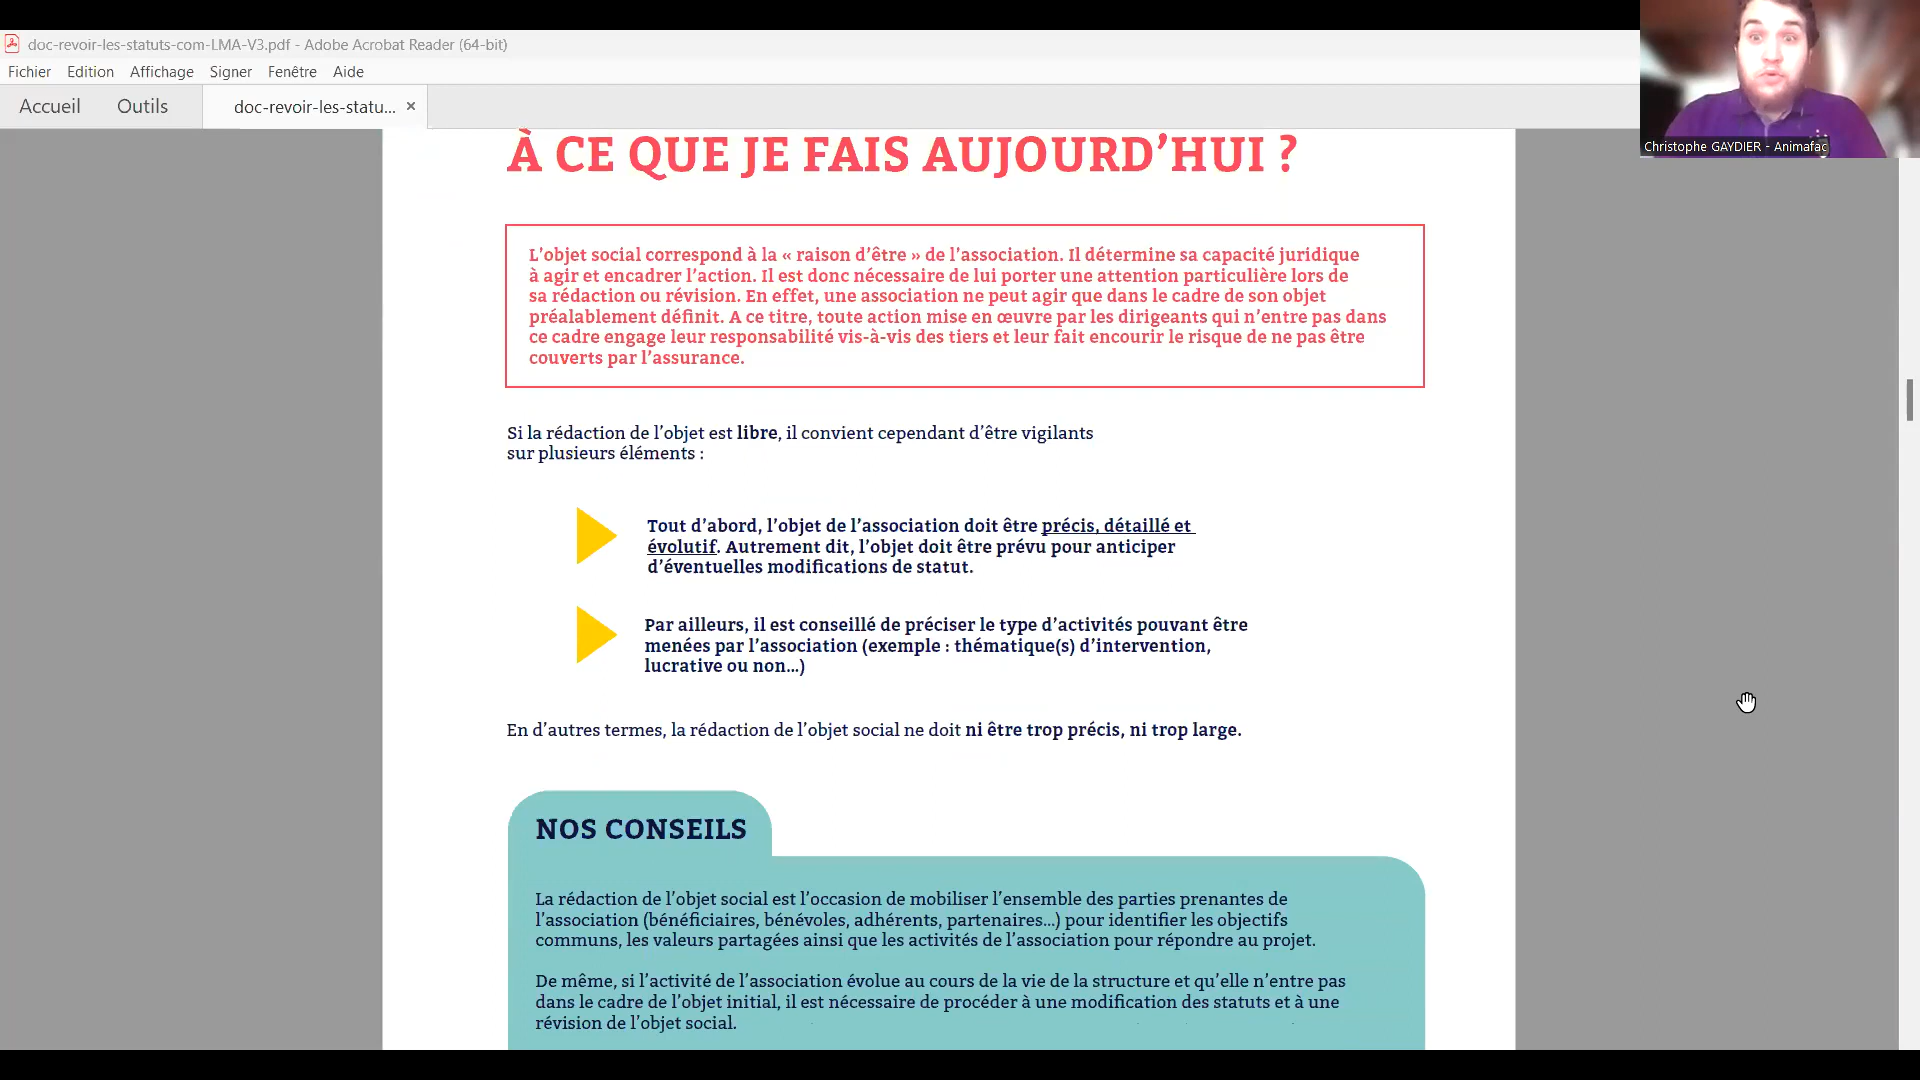 doc-revoir-les-statuts-com-LMA-V3.pdf - Adobe Acrobat Reader (64-bit)
Fichier Edition Affichage Signer Fenêtre Aide
Accueil Outils doc-revoir-les-statu... ×
Christophe GAYDIER - Animafac
À CE QUE JE FAIS AUJOURD’HUI ?
L’objet social correspond à la « raison d’être » de l’association. Il détermine sa capacité juridique
à agir et encadrer l’action. Il est donc nécessaire de lui porter une attention particulière lors de
sa rédaction ou révision. En effet, une association ne peut agir que dans le cadre de son objet
préalablement définit. A ce titre, toute action mise en œuvre par les dirigeants qui n’entre pas dans
ce cadre engage leur responsabilité vis-à-vis des tiers et leur fait encourir le risque de ne pas être
couverts par l’assurance.
Si la rédaction de l’objet est libre, il convient cependant d’être vigilants
sur plusieurs éléments :
Tout d’abord, l’objet de l’association doit être précis, détaillé et
évolutif. Autrement dit, l’objet doit être prévu pour anticiper
d’éventuelles modifications de statut.
Par ailleurs, il est conseillé de préciser le type d’activités pouvant être
menées par l’association (exemple : thématique(s) d’intervention,
lucrative ou non...)
En d’autres termes, la rédaction de l’objet social ne doit ni être trop précis, ni trop large.
NOS CONSEILS
La rédaction de l’objet social est l’occasion de mobiliser l’ensemble des parties prenantes de
l’association (bénéficiaires, bénévoles, adhérents, partenaires...) pour identifier les objectifs
communs, les valeurs partagées ainsi que les activités de l’association pour répondre au projet.
De même, si l’activité de l’association évolue au cours de la vie de la structure et qu’elle n’entre pas
dans le cadre de l’objet initial, il est nécessaire de procéder à une modification des statuts et à une
révision de l’objet social.